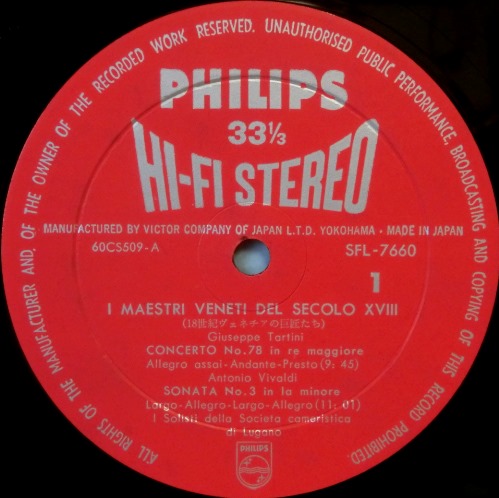 ALL RIGHTS OF THE MANUFACTURER AND, OF THE OWNER OF THE RECORDED WORK RESERVED. UNAUTHORISED PUBLIC PERFORMANCE, BROADCASTING AND COPYING OF THIS RECORD PROHIBITED.
PHILIPS
33⅓
HI-FI STEREO
MANUFACTURED BY VICTOR COMPANY OF JAPAN L.T.D. YOKOHAMA - MADE IN JAPAN
60CS509-A SFL-7660
1
I MAESTRI VENETI DEL SECOLO XVIII
(18世紀ヴェネチアの巨匠たち)
Giuseppe Tartini
CONCERTO No.78 in re maggiore
Allegro assai-Andante-Presto(9: 45)
Antonio Vivaldi
SONATA No.3 in la minore
Largo-Allegro-Largo-Allegro(11: 01)
I Solisti della Societa cameristica
di Lugano
PHILIPS